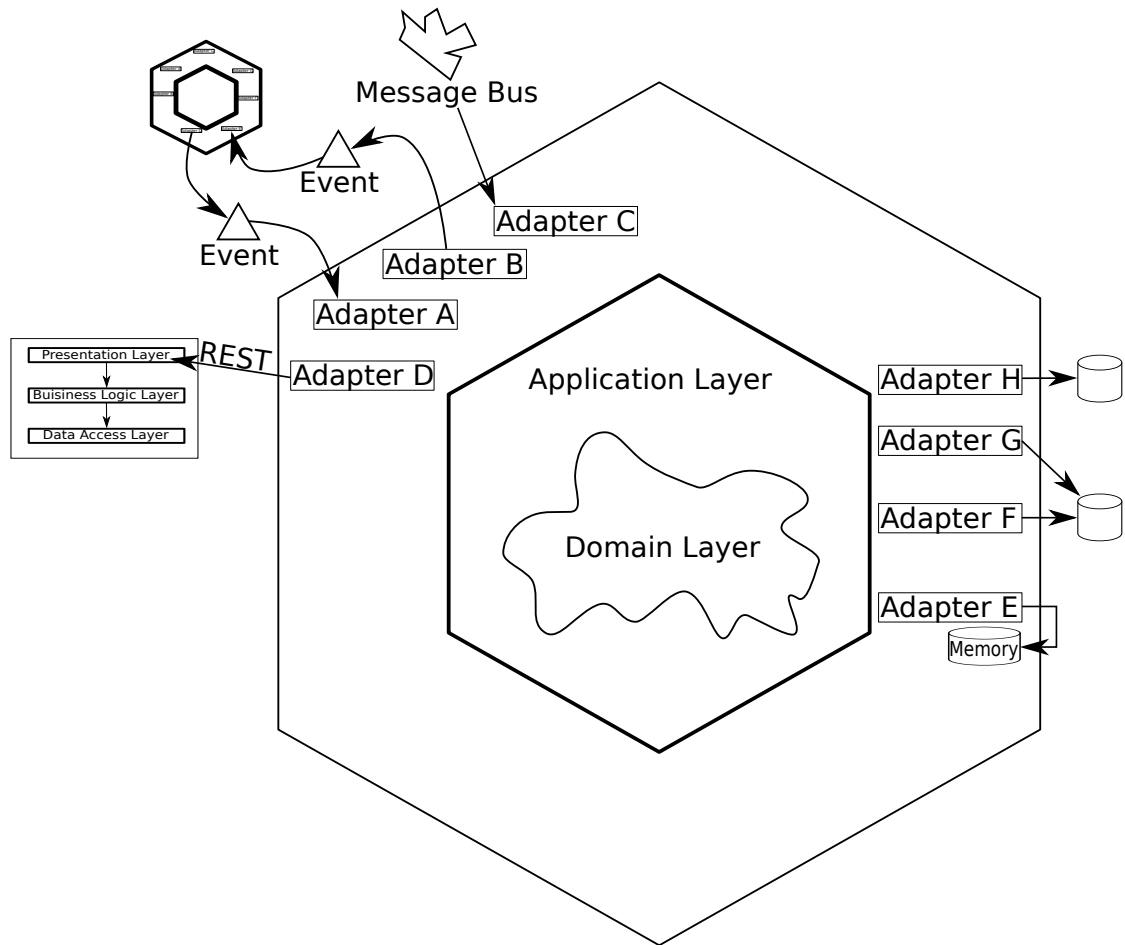 Message Bus
Event
Event
Adapter C
Adapter B
Adapter A
REST
Adapter D
Presentation Layer
Buisiness Logic Layer
Data Access Layer
Application Layer
Domain Layer
Adapter H
Adapter G
Adapter F
Adapter E
Memory